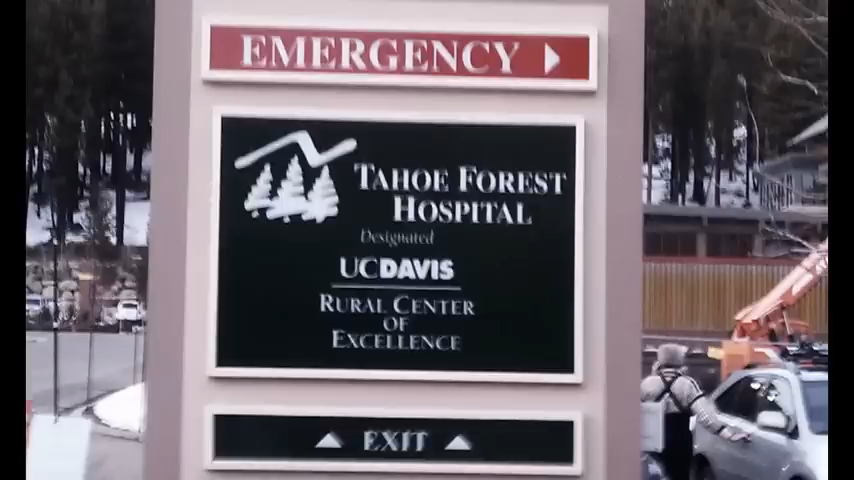 EMERGENCY
TAHOE FOREST
HOSPITAL
Designated
UCDAVIS
RURAL CENTER
OF
EXCELLENCE
EXIT